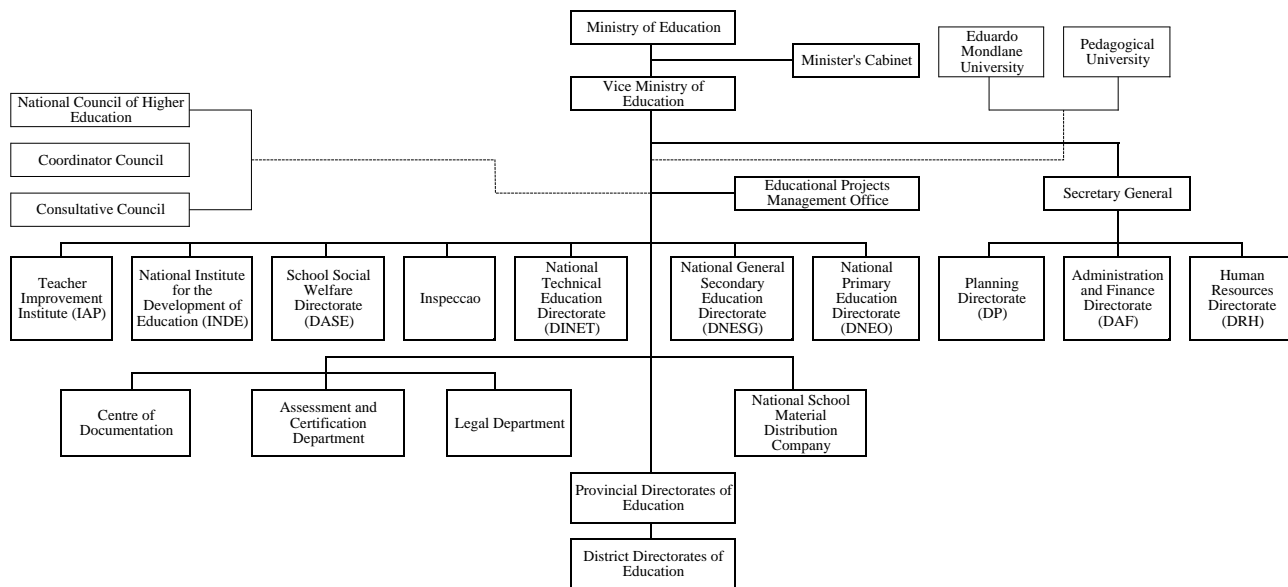 Ministry of Education
Eduardo
Mondlane
University
Pedagogical
University
Minister's Cabinet
Vice Ministry of
Education
National Council of Higher
Education
Coordinator Council
Consultative Council
Educational Projects
Management Office
Secretary General
Teacher
Improvement
Institute (IAP)
National Institute
for the
Development of
Education (INDE)
School Social
Welfare
Directorate
(DASE)
Inspeccao
National
Technical
Education
Directorate
(DINET)
National General
Secondary
Education
Directorate
(DNESG)
National
Primary
Education
Directorate
(DNEO)
Planning
Directorate
(DP)
Administration
and Finance
Directorate
(DAF)
Human
Resources
Directorate
(DRH)
Centre of
Documentation
Assessment and
Certification
Department
Legal Department
National School
Material
Distribution
Company
Provincial Directorates of
Education
District Directorates of
Education